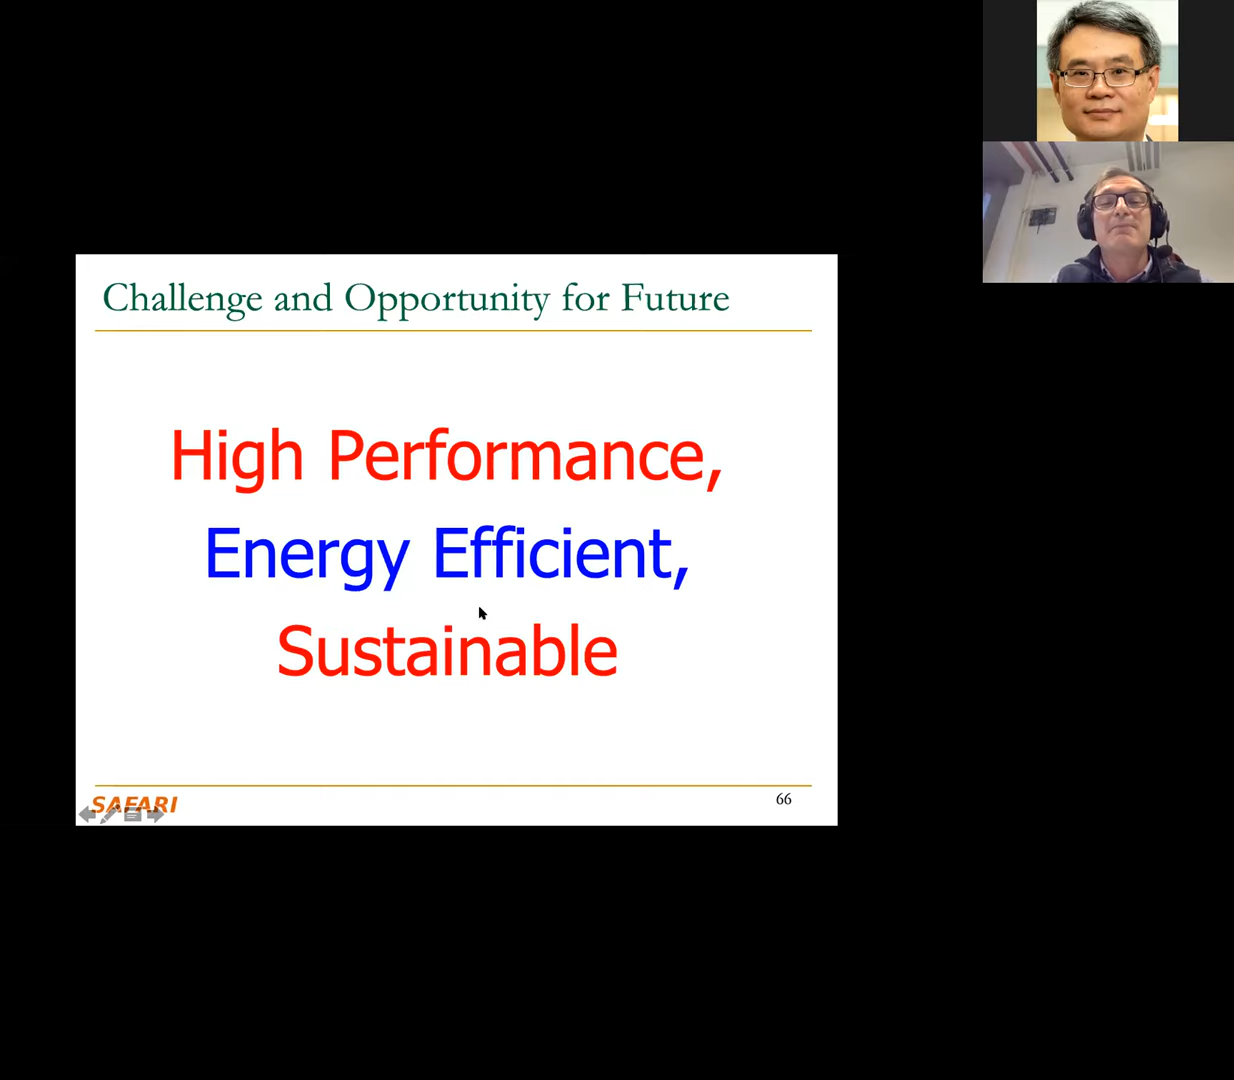 Challenge and Opportunity for Future
High Performance,
Energy Efficient,
Sustainable
SAFARI
66